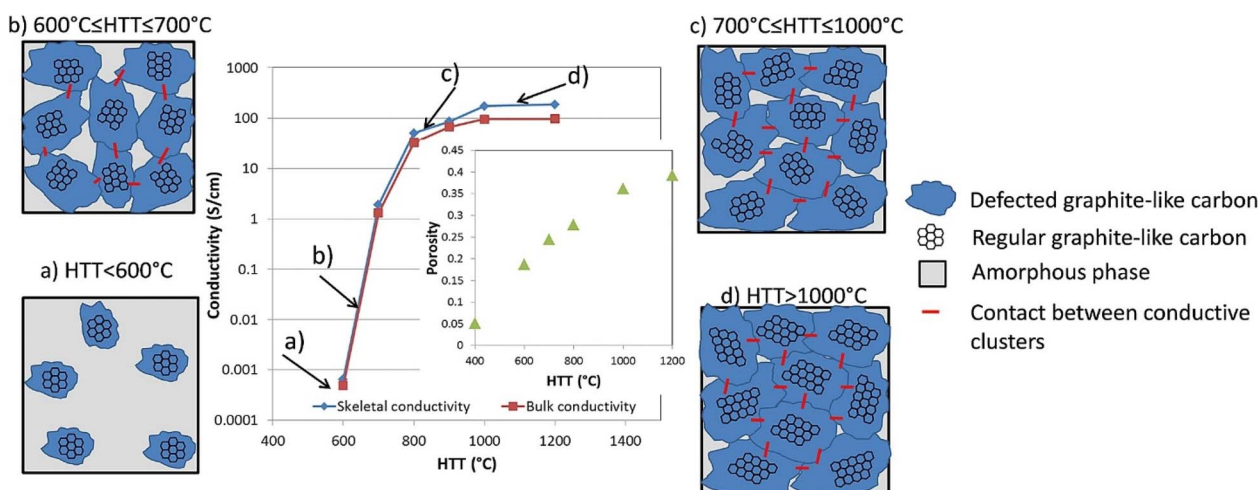 b) 600°C≤HTT≤700°C
a) HTT<600°C
Conductivity (S/cm)
1000
100
10
1
0.1
0.01
0.001
0.0001
400
600
800
1000
1200
1400
HTT (°C)
a)
b)
c)
d)
Skeletal conductivity
Bulk conductivity
Porosity
0.45
0.4
0.35
0.3
0.25
0.2
0.15
0.1
0.05
0
400
600
800
1000
1200
HTT (°C)
c) 700°C≤HTT≤1000°C
d) HTT>1000°C
Defected graphite-like carbon
Regular graphite-like carbon
Amorphous phase
Contact between conductive
clusters